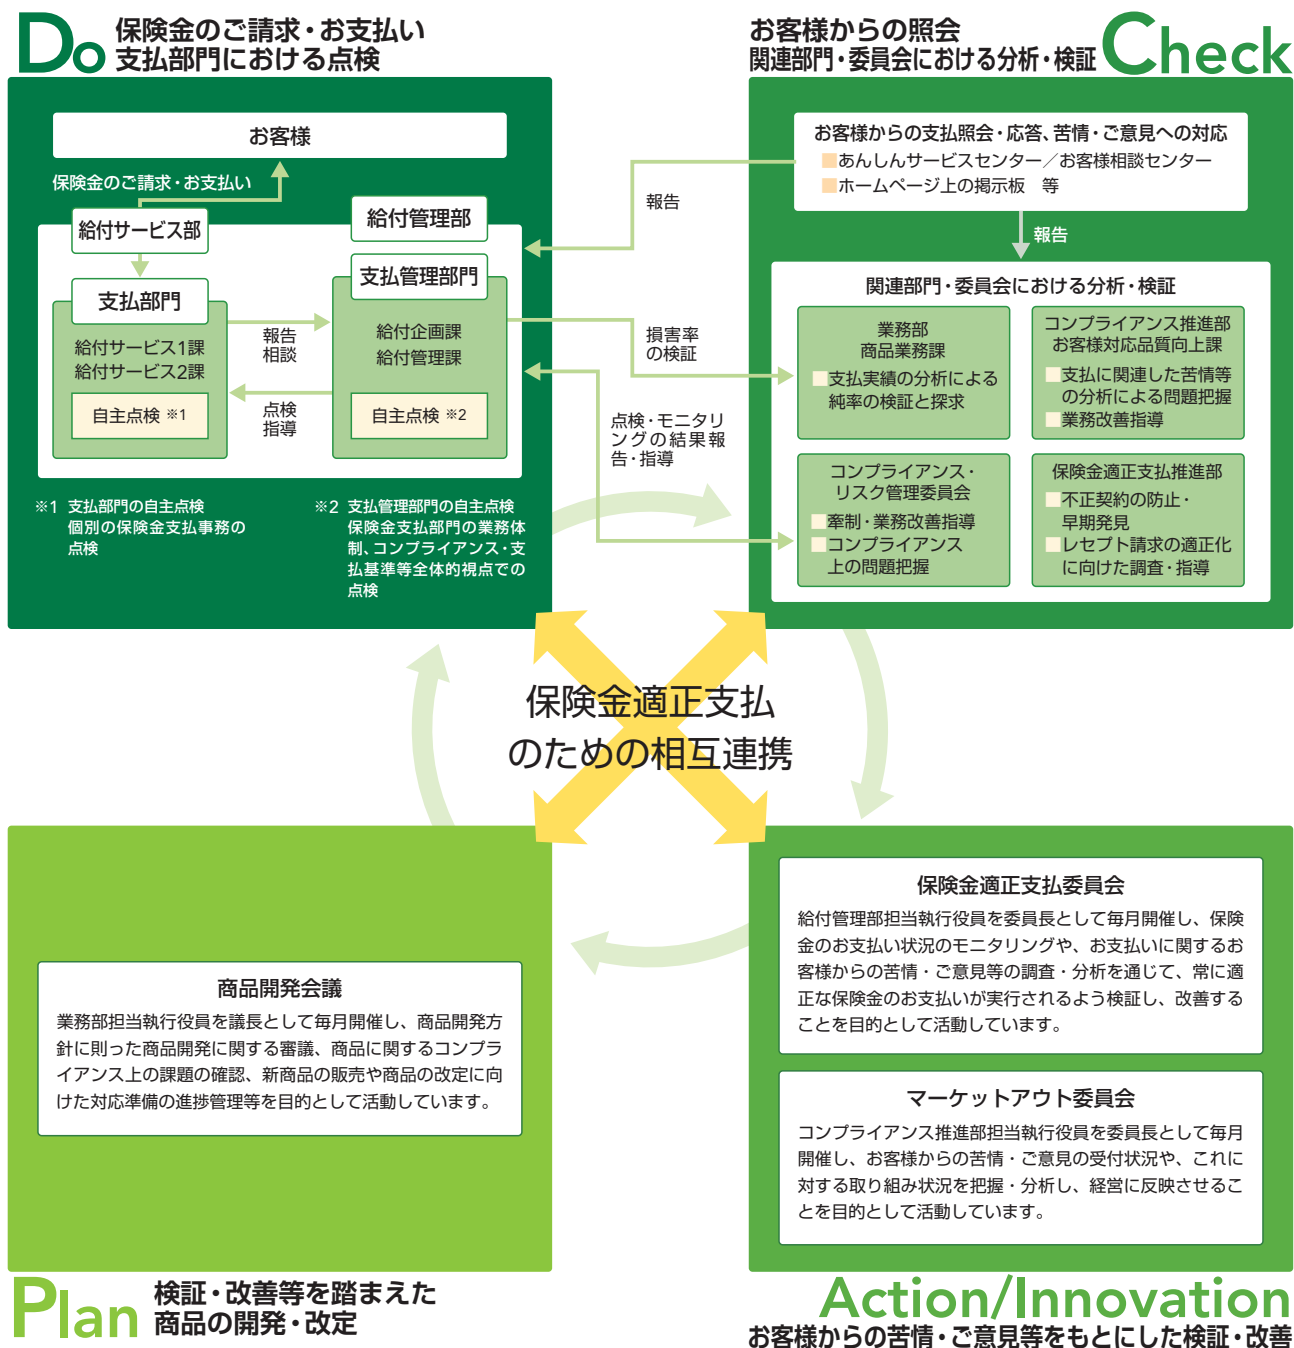 Do
保険金のご請求・お支払い
支払部門における点検
お客様
保険金のご請求・お支払い
給付サービス部
給付管理部
支払部門
給付サービス1課
給付サービス2課
自主点検 ※1
報告
相談
点検
指導
支払管理部門
給付企画課
給付管理課
自主点検 ※2
※1 支払部門の自主点検
個別の保険金支払事務の
点検
※2 支払管理部門の自主点検
保険金支払部門の業務体
制、コンプライアンス・支
払基準等全体的視点での
点検
報告
損害率
の検証
点検・モニタリ
ングの結果報
告・指導
お客様からの照会
関連部門・委員会における分析・検証
Check
お客様からの支払照会・応答、苦情・ご意見への対応
■あんしんサービスセンター／お客様相談センター
■ホームページ上の掲示板　等
報告
関連部門・委員会における分析・検証
業務部
商品業務課
■支払実績の分析による
純率の検証と探求
コンプライアンス推進部
お客様対応品質向上課
■支払に関連した苦情等
の分析による問題把握
■業務改善指導
コンプライアンス・
リスク管理委員会
■牽制・業務改善指導
■コンプライアンス
上の問題把握
保険金適正支払推進部
■不正契約の防止・
早期発見
■レセプト請求の適正化
に向けた調査・指導
保険金適正支払
のための相互連携
商品開発会議
業務部担当執行役員を議長として毎月開催し、商品開発方
針に則った商品開発に関する審議、商品に関するコンプラ
イアンス上の課題の確認、新商品の販売や商品の改定に向
けた対応準備の進捗管理等を目的として活動しています。
Plan
検証・改善等を踏まえた
商品の開発・改定
保険金適正支払委員会
給付管理部担当執行役員を委員長として毎月開催し、保険
金のお支払い状況のモニタリングや、お支払いに関するお
客様からの苦情・ご意見等の調査・分析を通じて、常に適
正な保険金のお支払いが実行されるよう検証し、改善する
ことを目的として活動しています。
マーケットアウト委員会
コンプライアンス推進部担当執行役員を委員長として毎月
開催し、お客様からの苦情・ご意見の受付状況や、これに
対する取り組み状況を把握・分析し、経営に反映させるこ
とを目的として活動しています。
Action/Innovation
お客様からの苦情・ご意見等をもとにした検証・改善